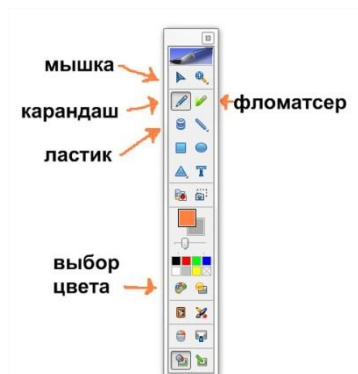 мышка
карандаш
фломатсер
ластик
выбор
цвета